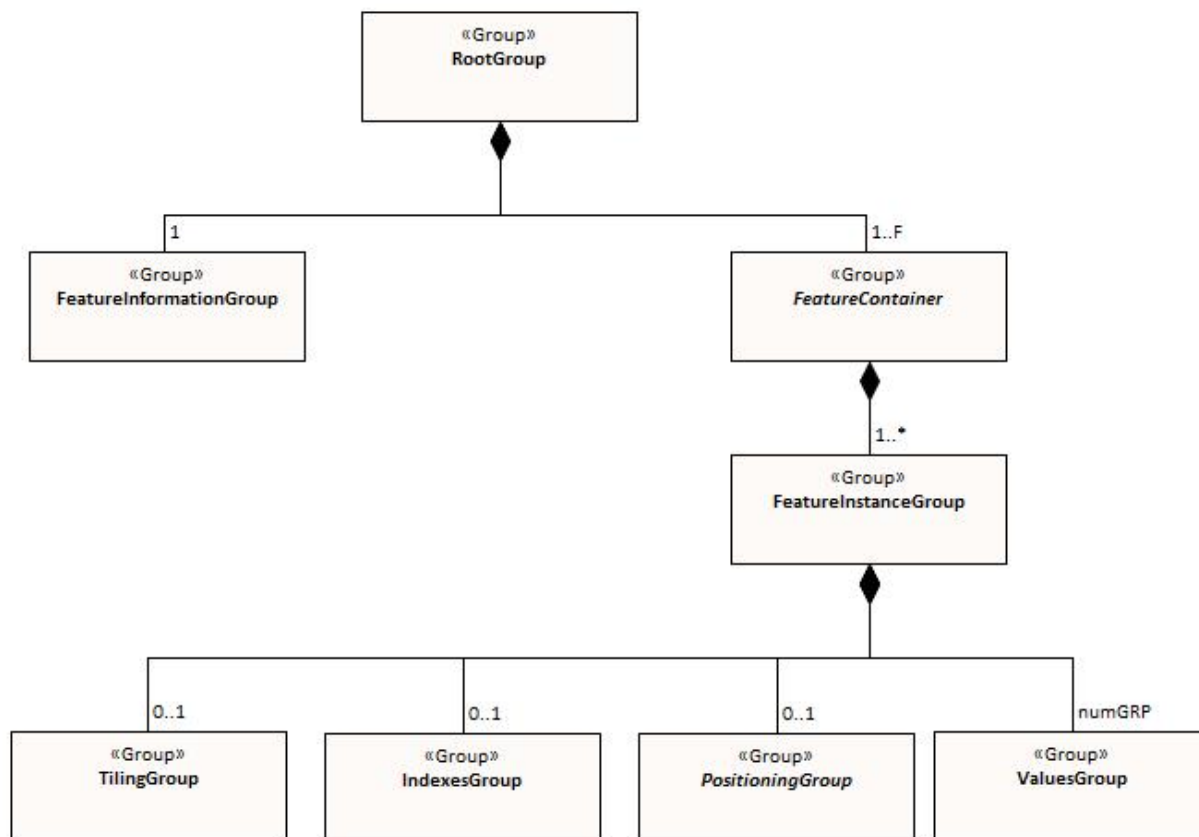 «Group»
RootGroup
1
1..F
«Group»
FeatureInformationGroup
«Group»
FeatureContainer
1..*
«Group»
FeatureInstanceGroup
0..1
0..1
0..1
numGRP
«Group»
TilingGroup
«Group»
IndexesGroup
«Group»
PositioningGroup
«Group»
ValuesGroup